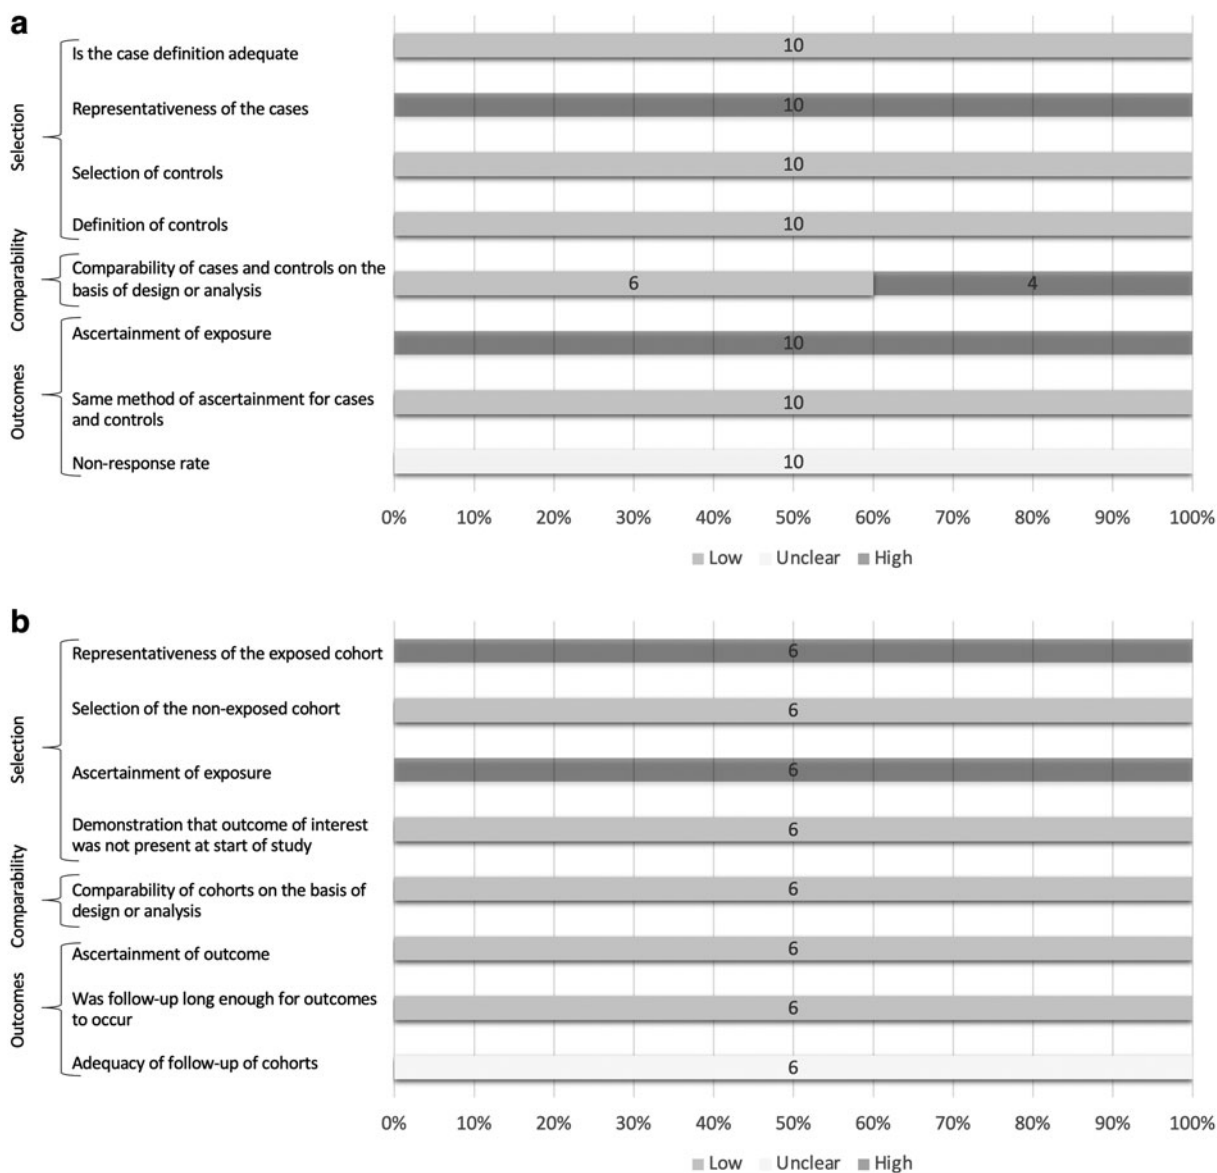 a
Selection
Is the case definition adequate
10
Representativeness of the cases
10
Selection of controls
10
Definition of controls
10
Comparability
Comparability of cases and controls on the
basis of design or analysis
6
4
Outcomes
Ascertainment of exposure
10
Same method of ascertainment for cases
and controls
10
Non-response rate
10
0% 10% 20% 30% 40% 50% 60% 70% 80% 90% 100%
Low Unclear High
b
Selection
Representativeness of the exposed cohort
6
Selection of the non-exposed cohort
6
Ascertainment of exposure
6
Demonstration that outcome of interest
was not present at start of study
6
Comparability
Comparability of cohorts on the basis of
design or analysis
6
Outcomes
Ascertainment of outcome
6
Was follow-up long enough for outcomes
to occur
6
Adequacy of follow-up of cohorts
6
0% 10% 20% 30% 40% 50% 60% 70% 80% 90% 100%
Low Unclear High